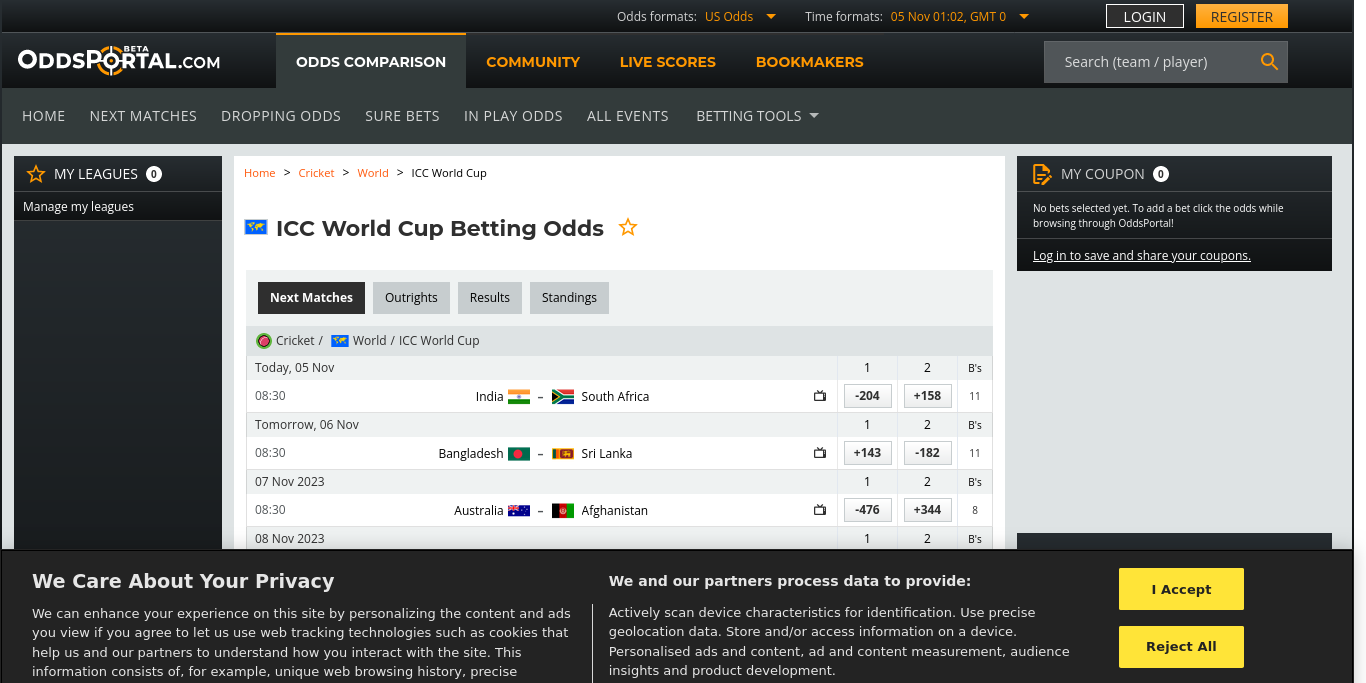 Odds formats: US Odds Time formats: 05 Nov 01:02, GMT 0 LOGIN REGISTER
ODDSPORTAL.COM BETA ODDS COMPARISON COMMUNITY LIVE SCORES BOOKMAKERS Search (team / player)
HOME NEXT MATCHES DROPPING ODDS SURE BETS IN PLAY ODDS ALL EVENTS BETTING TOOLS
MY LEAGUES 0
Manage my leagues
Home > Cricket > World > ICC World Cup
ICC World Cup Betting Odds
Next Matches Outrights Results Standings
Cricket / World / ICC World Cup
Today, 05 Nov 1 2 B's
08:30 India – South Africa -204 +158 11
Tomorrow, 06 Nov 1 2 B's
08:30 Bangladesh – Sri Lanka +143 -182 11
07 Nov 2023 1 2 B's
08:30 Australia – Afghanistan -476 +344 8
08 Nov 2023 1 2 B's
MY COUPON 0
No bets selected yet. To add a bet click the odds while
browsing through OddsPortal!
Log in to save and share your coupons.
We Care About Your Privacy
We can enhance your experience on this site by personalizing the content and ads
you view if you agree to let us use web tracking technologies such as cookies that
help us and our partners to understand how you interact with the site. This
information consists of, for example, unique web browsing history, precise
We and our partners process data to provide:
Actively scan device characteristics for identification. Use precise
geolocation data. Store and/or access information on a device.
Personalised ads and content, ad and content measurement, audience
insights and product development.
I Accept
Reject All